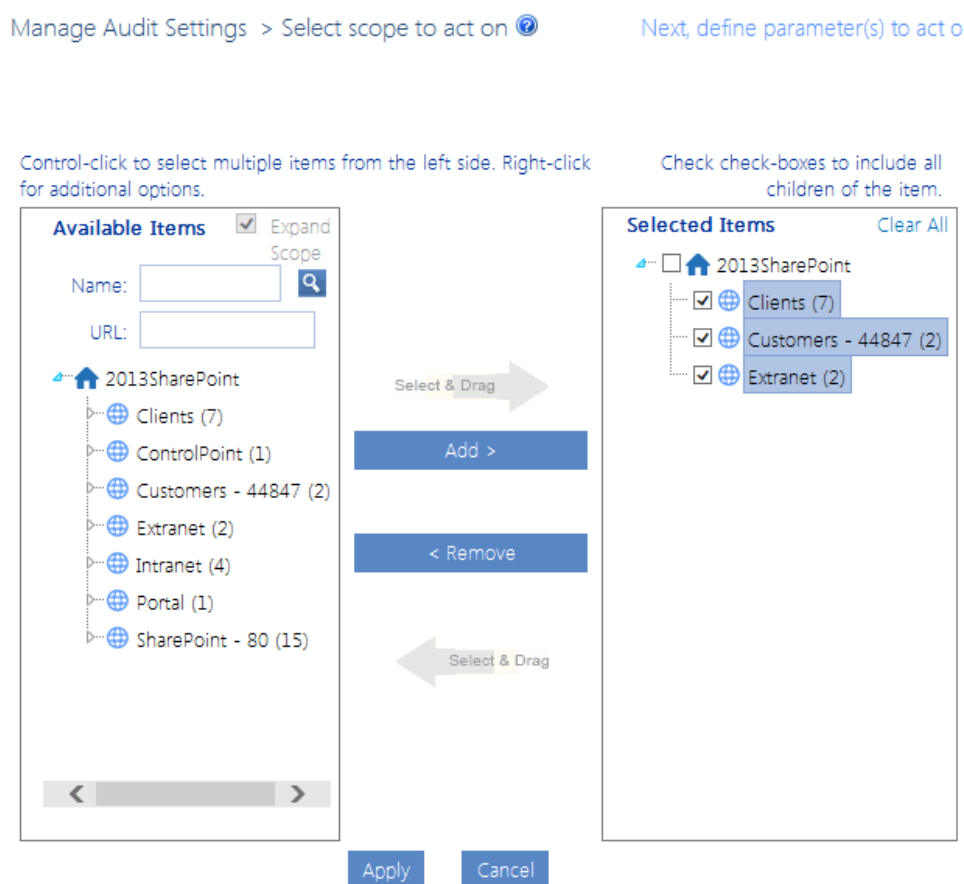 Manage Audit Settings > Select scope to act on
Next, define parameter(s) to act o
Control-click to select multiple items from the left side. Right-click
for additional options.
Check check-boxes to include all
children of the item.
Available Items
Expand
Scope
Name:
URL:
2013SharePoint
Clients (7)
ControlPoint (1)
Customers - 44847 (2)
Extranet (2)
Intranet (4)
Portal (1)
SharePoint - 80 (15)
Select & Drag
Add >
< Remove
Select & Drag
Selected Items
Clear All
2013SharePoint
Clients (7)
Customers - 44847 (2)
Extranet (2)
Apply
Cancel